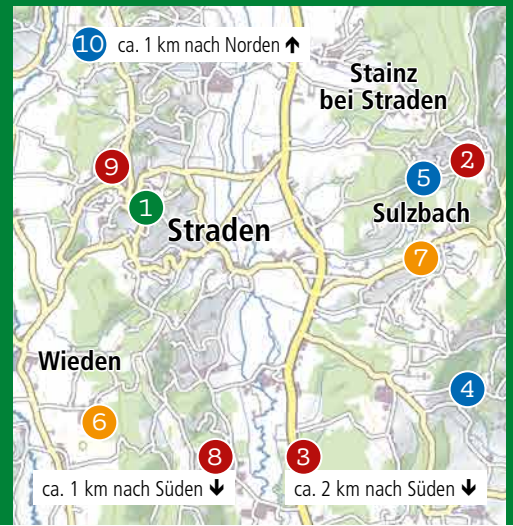 10 ca. 1 km nach Norden ↑
Stainz
bei Straden
9
2
5
1
Sulzbach
Straden
7
Wieden
4
6
8
3
ca. 1 km nach Süden ↓
ca. 2 km nach Süden ↓